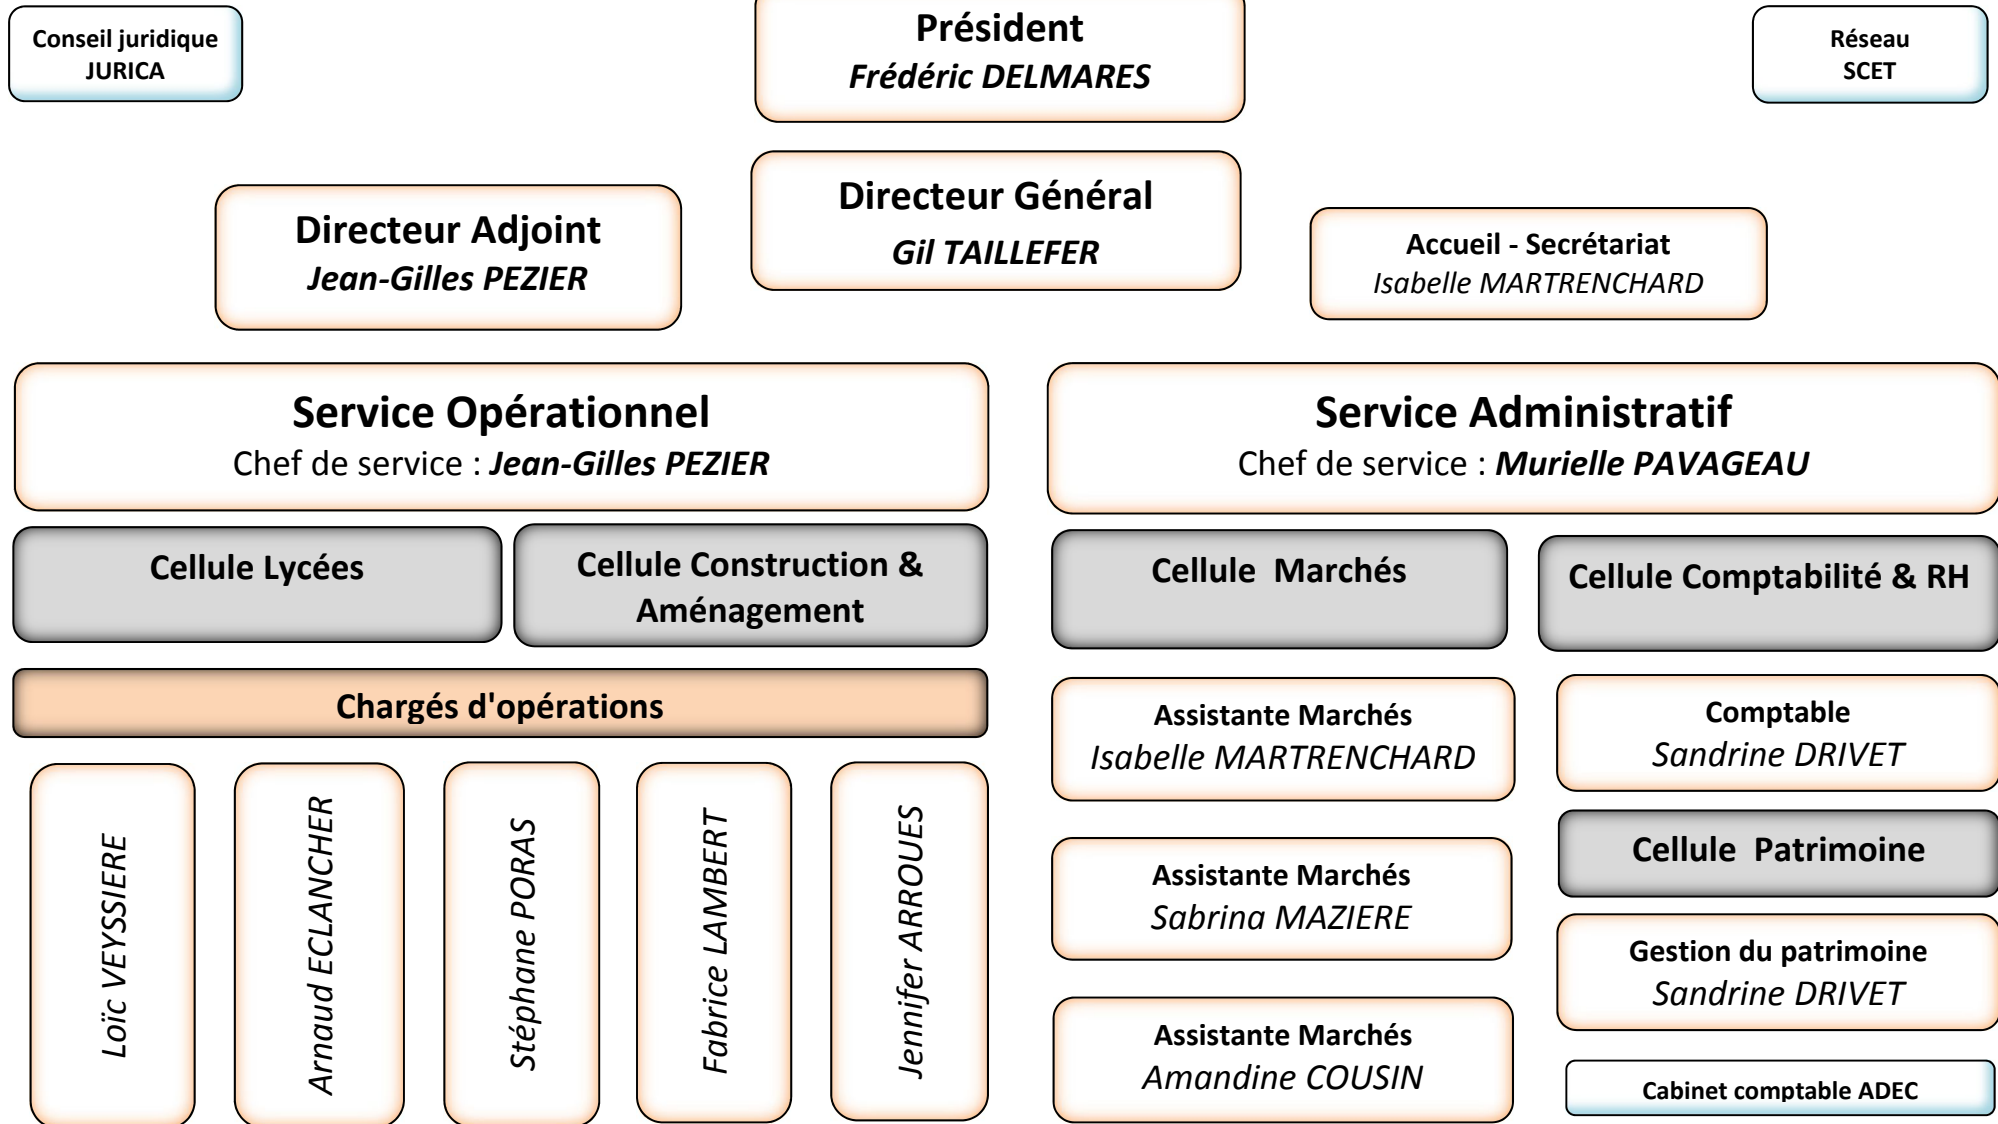 Conseil juridique
JURICA
Président
Frédéric DELMARES
Réseau
SCET
Directeur Général
Gil TAILLEFER
Directeur Adjoint
Jean-Gilles PEZIER
Accueil - Secrétariat
Isabelle MARTRENCHARD
Service Opérationnel
Chef de service : Jean-Gilles PEZIER
Service Administratif
Chef de service : Murielle PAVAGEAU
Cellule Lycées
Cellule Construction &
Aménagement
Cellule Marchés
Cellule Comptabilité & RH
Chargés d'opérations
Loïc VEYSSIERE
Arnaud ECLANCHER
Stéphane PORAS
Fabrice LAMBERT
Jennifer ARROUES
Assistante Marchés
Isabelle MARTRENCHARD
Assistante Marchés
Sabrina MAZIERE
Assistante Marchés
Amandine COUSIN
Comptable
Sandrine DRIVET
Cellule Patrimoine
Gestion du patrimoine
Sandrine DRIVET
Cabinet comptable ADEC